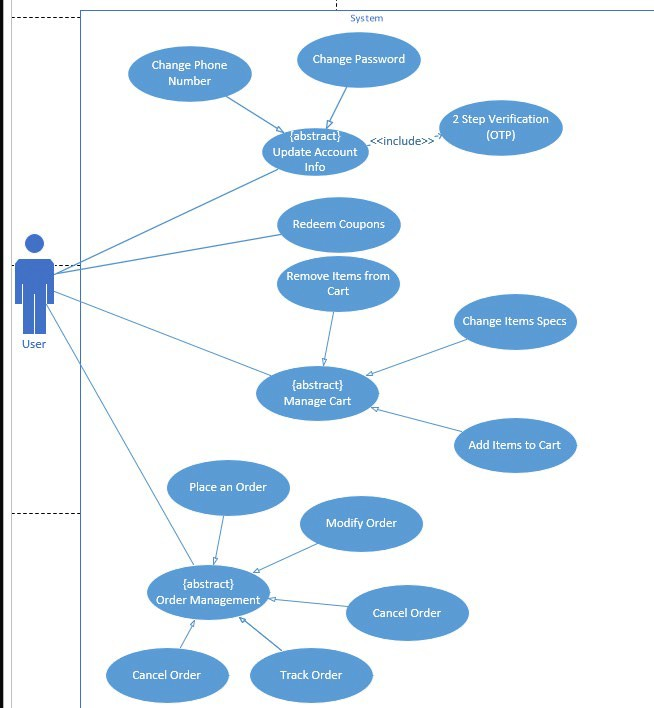 System
Change Phone
Number
Change Password
{abstract}
Update Account
Info
<<include>>
2 Step Verification
(OTP)
Redeem Coupons
Remove Items from
Cart
User
Change Items Specs
{abstract}
Manage Cart
Add Items to Cart
Place an Order
Modify Order
{abstract}
Order Management
Cancel Order
Cancel Order
Track Order